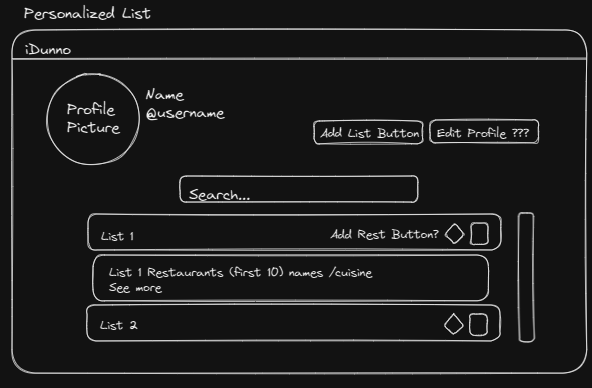 Personalized List
iDunno
Profile
Picture
Name
@username
Add List Button
Edit Profile ???
Search...
List 1
Add Rest Button?
List 1 Restaurants (first 10) names /cuisine
See more
List 2